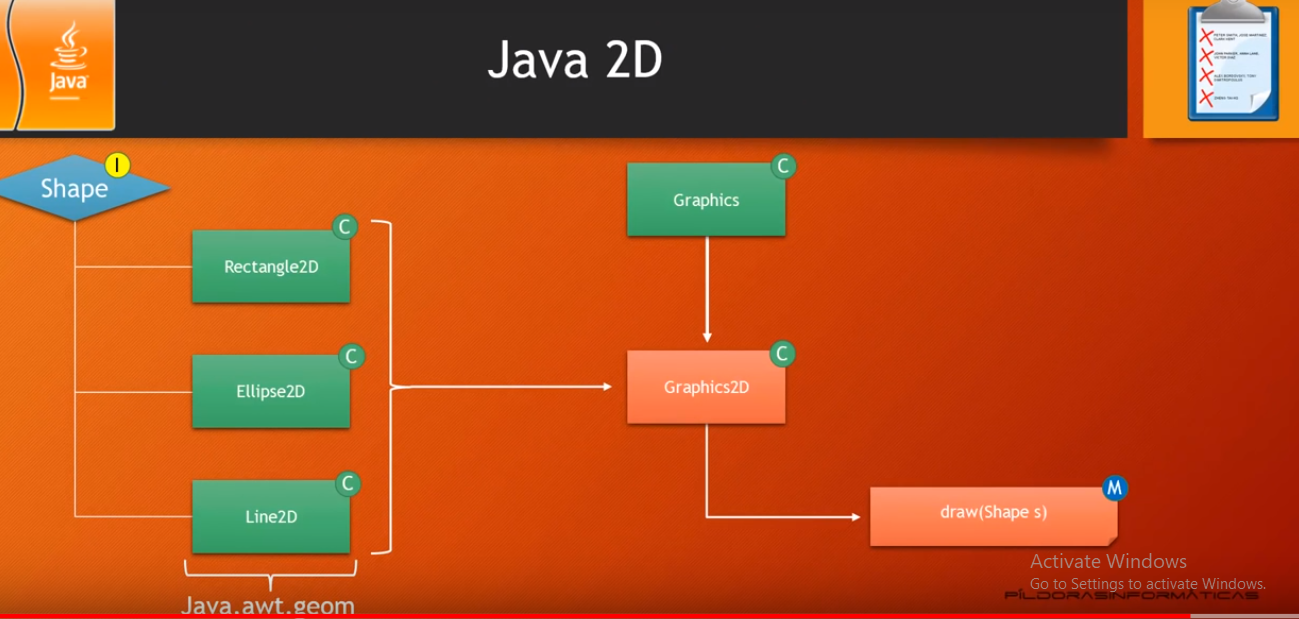 Java
Java 2D
Shape
I
Rectangle2D
C
Ellipse2D
C
Line2D
C
Java.awt.geom
Graphics
C
Graphics2D
C
draw(Shape s)
M
Activate Windows
Go to Settings to activate Windows.
PÍLDORASINFORMÁTICAS